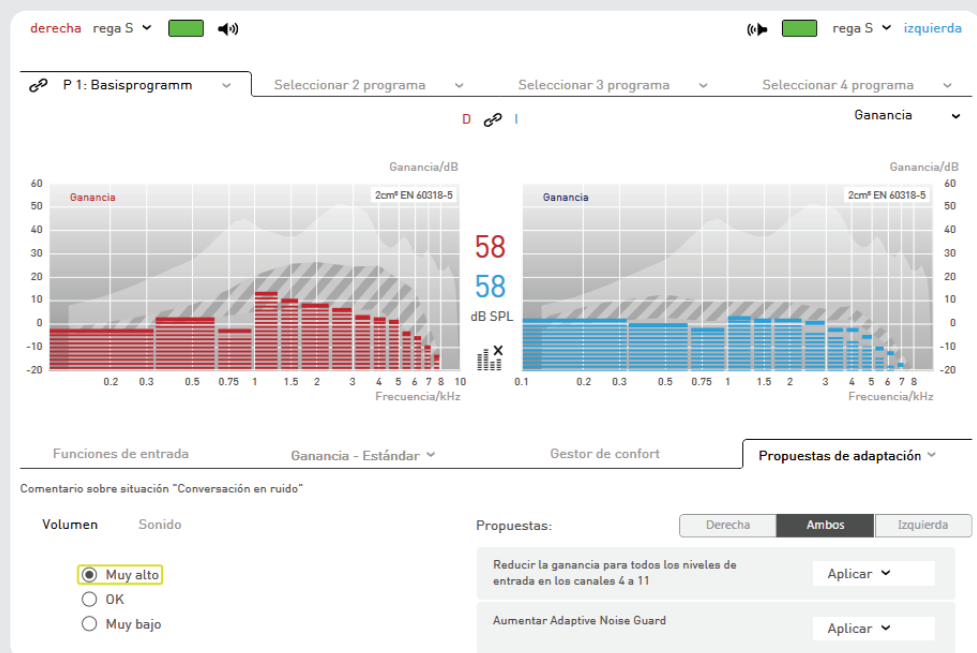 derecha rega S
rega S izquierda
P 1: Basisprogramm
Seleccionar 2 programa
Seleccionar 3 programa
Seleccionar 4 programa
D I
Ganancia
Ganancia/dB
60
50
40
30
20
10
0
-10
-20
Ganancia
2cm³ EN 60318-5
0.2 0.3 0.5 0.75 1 1.5 2 3 4 5 6 7 8 10
Frecuencia/kHz
58
58
dB SPL
X
Ganancia/dB
Ganancia
2cm³ EN 60318-5
60
50
40
30
20
10
0
-10
-20
0.1 0.2 0.3 0.5 0.75 1 1.5 2 3 4 5 6 7 8
Frecuencia/kHz
Funciones de entrada
Ganancia - Estándar
Gestor de confort
Propuestas de adaptación
Comentario sobre situación "Conversación en ruido"
Volumen
Sonido
Muy alto
OK
Muy bajo
Propuestas:
Derecha
Ambos
Izquierda
Reducir la ganancia para todos los niveles de
entrada en los canales 4 a 11
Aplicar
Aumentar Adaptive Noise Guard
Aplicar